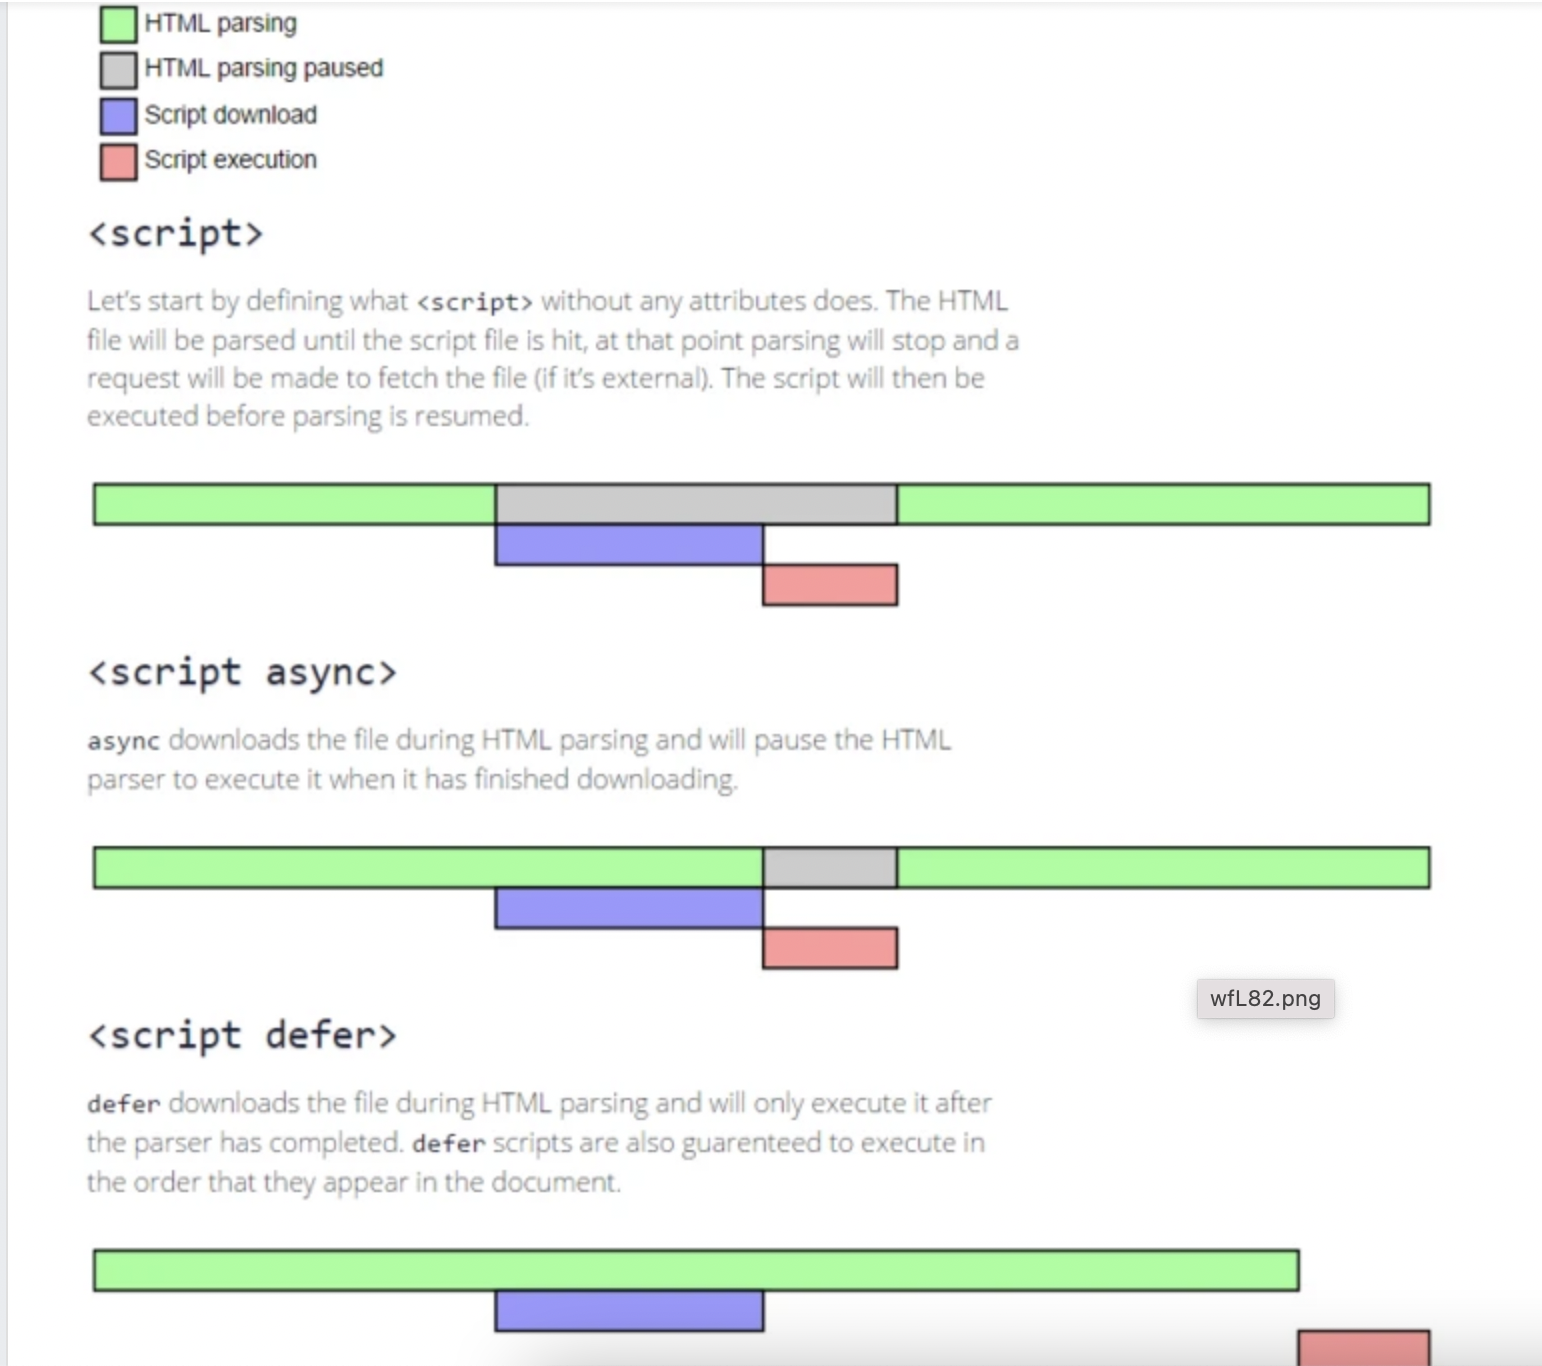 HTML parsing
HTML parsing paused
Script download
Script execution
<script>
Let's start by defining what <script> without any attributes does. The HTML
file will be parsed until the script file is hit, at that point parsing will stop and a
request will be made to fetch the file (if it's external). The script will then be
executed before parsing is resumed.
<script async>
async downloads the file during HTML parsing and will pause the HTML
parser to execute it when it has finished downloading.
wfL82.png
<script defer>
defer downloads the file during HTML parsing and will only execute it after
the parser has completed. defer scripts are also guarenteed to execute in
the order that they appear in the document.